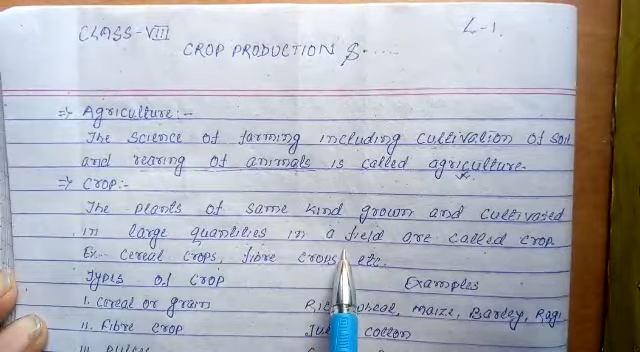 CLASS-VIII
L-1.
CROP PRODUCTION &....
=> Agriculture:-
The science of farming including cultivation of soil
and rearing of animals is called agriculture.
=> Crop:-
The plants of same kind grown and cultivated
in large quantities in a field are called crop
Ex- cereal crops, fibre crops etc.
Types of crop Examples
i. Cereal or grain Maize, Barley, Ragi
ii. Fibre crop cotton
iii.